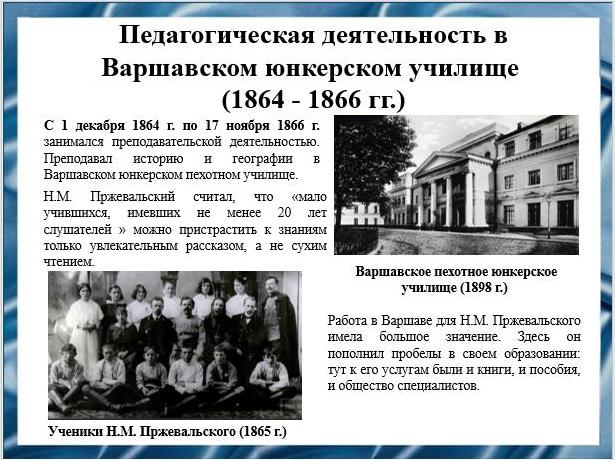 Педагогическая деятельность в
Варшавском юнкерском училище
(1864 - 1866 гг.)
С 1 декабря 1864 г. по 17 ноября 1866 г.
занимался преподавательской деятельностью.
Преподавал историю и географии в
Варшавском юнкерском пехотном училище.
Н.М. Пржевальский считал, что «мало
учившихся, имевших не менее 20 лет
слушателей » можно пристрастить к знаниям
только увлекательным рассказом, а не сухим
чтением.
Варшавское пехотное юнкерское
училище (1898 г.)
Работа в Варшаве для Н.М. Пржевальского
имела большое значение. Здесь он
пополнил пробелы в своем образовании:
тут к его услугам были и книги, и пособия,
и общество специалистов.
Ученики Н.М. Пржевальского (1865 г.)